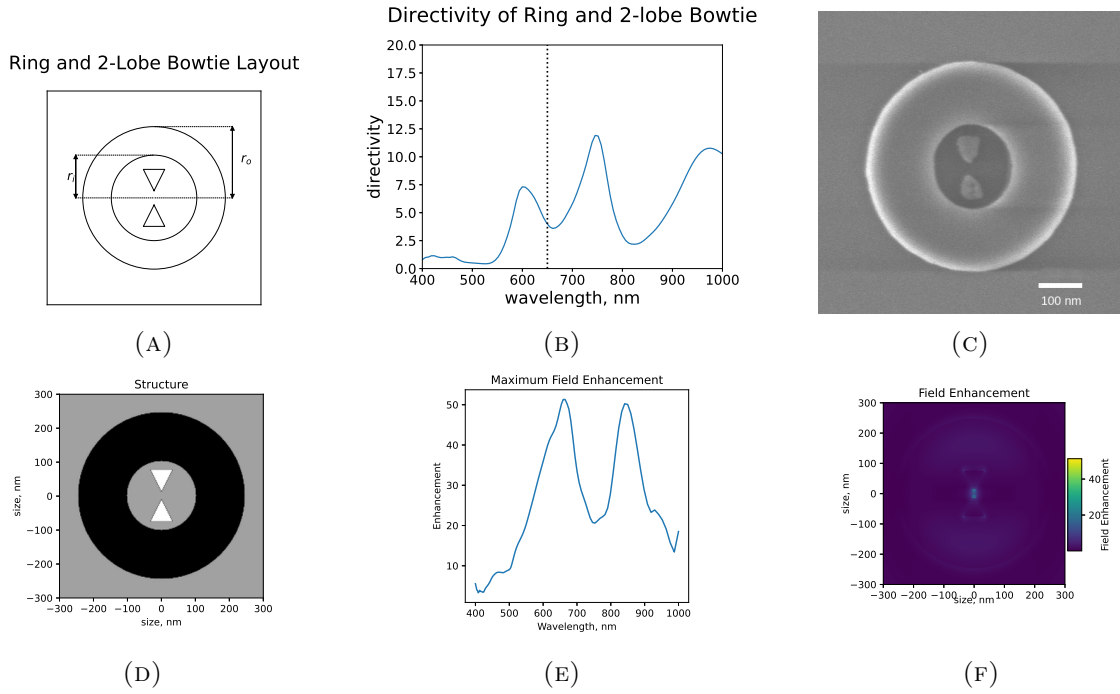 Ring and 2-Lobe Bowtie Layout
r_o
r_i
(A)
Directivity of Ring and 2-lobe Bowtie
directivity
20.0
17.5
15.0
12.5
10.0
7.5
5.0
2.5
0.0
400 500 600 700 800 900 1000
wavelength, nm
(B)
100 nm
(C)
Structure
size, nm
300
200
100
0
−100
−200
−300
−300 −200 −100 0 100 200 300
size, nm
(D)
Maximum Field Enhancement
Enhancement
50
40
30
20
10
400 500 600 700 800 900 1000
Wavelength, nm
(E)
Field Enhancement
size, nm
300
200
100
0
−100
−200
−300
−300 −200 −100 0 100 200 300
size, nm
40
20
Field Enhancement
(F)